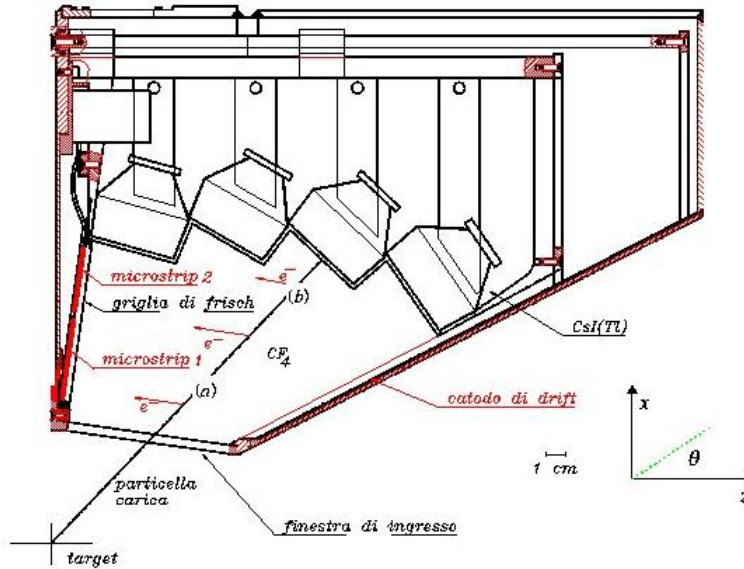 microstrip 2
griglia di frisch
microstrip 1
e⁻
(b)
e⁻
CF₄
(a)
e⁻
CsI(Tl)
catodo di drift
1 cm
x
θ
z
particella
carica
finestra di ingresso
target